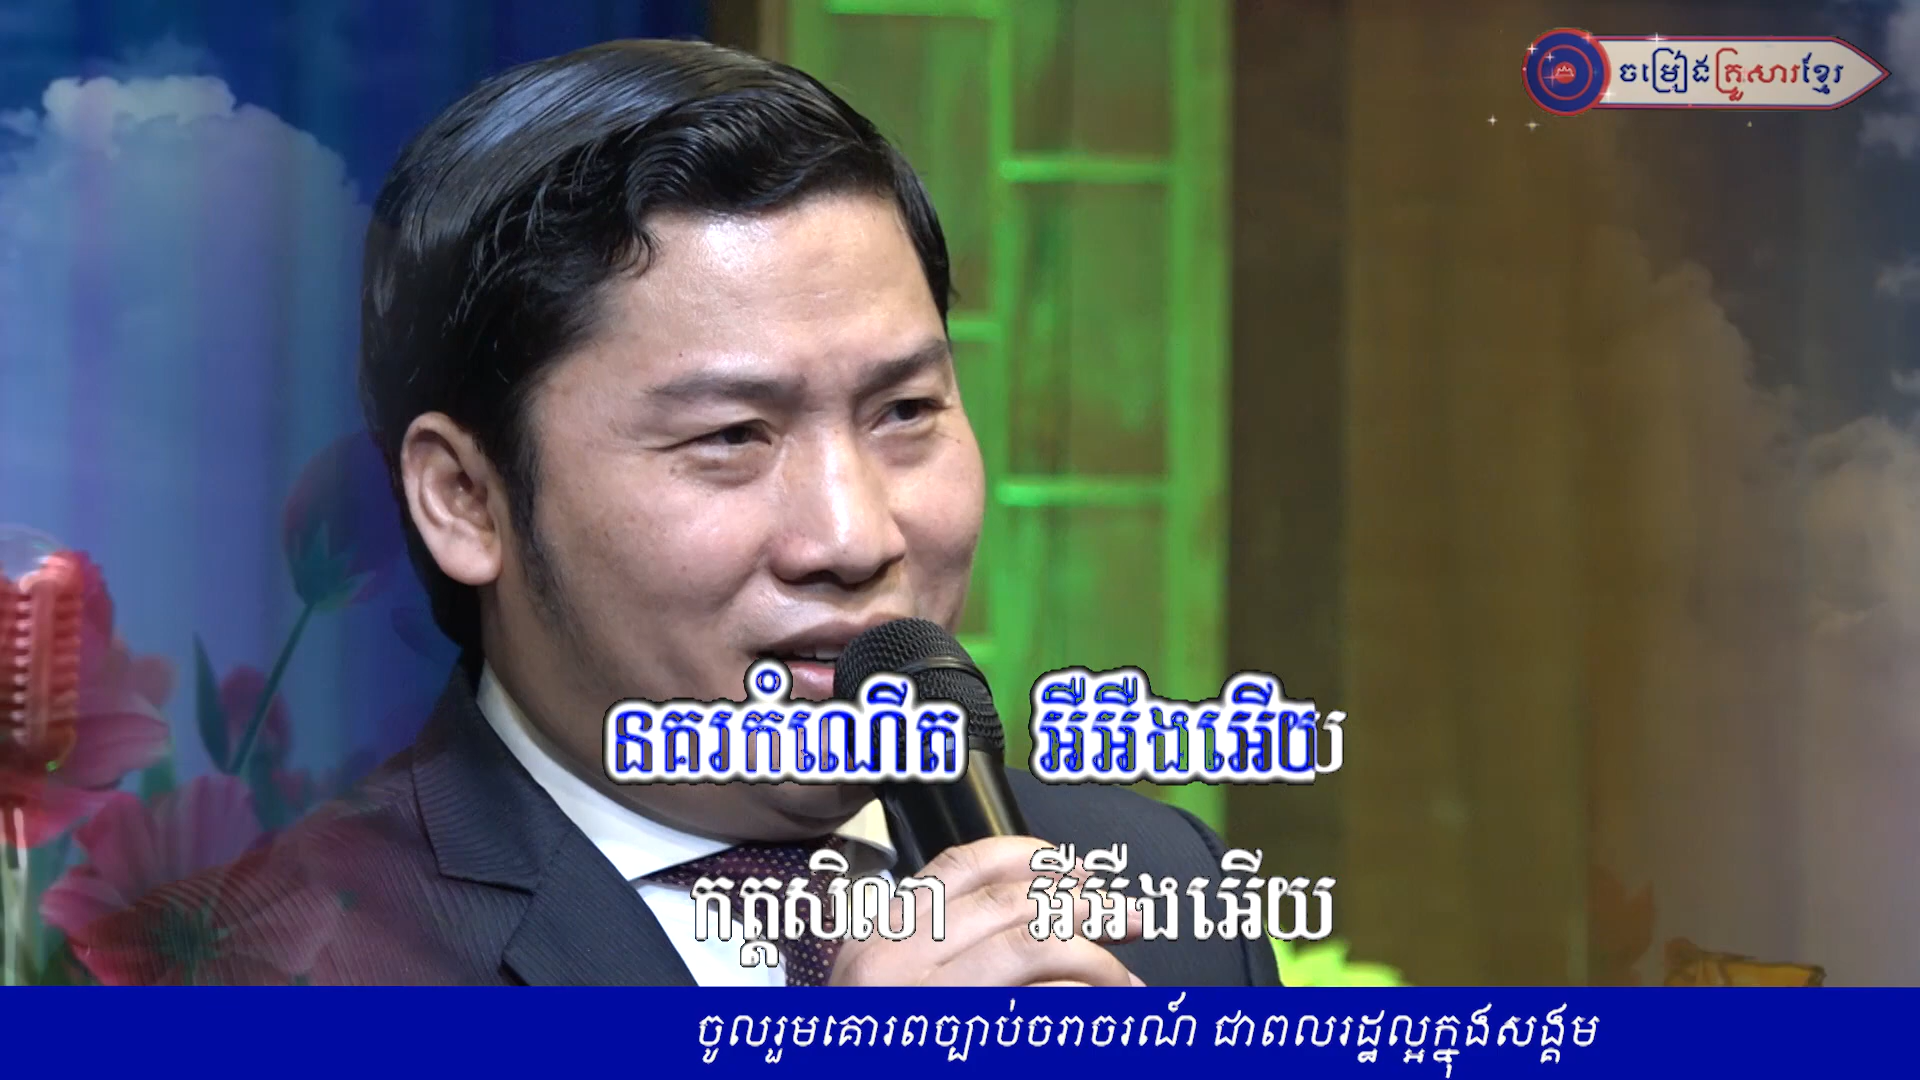 ចម្រៀងគ្រួសារខ្មែរ
នគរកំណើត អឺអឺងអើយ
កត្តសិលា អឺអឺងអើយ
ចូលរួមគោរពច្បាប់ចរាចរណ៍ ជាពលរដ្ឋល្អក្នុងសង្គម